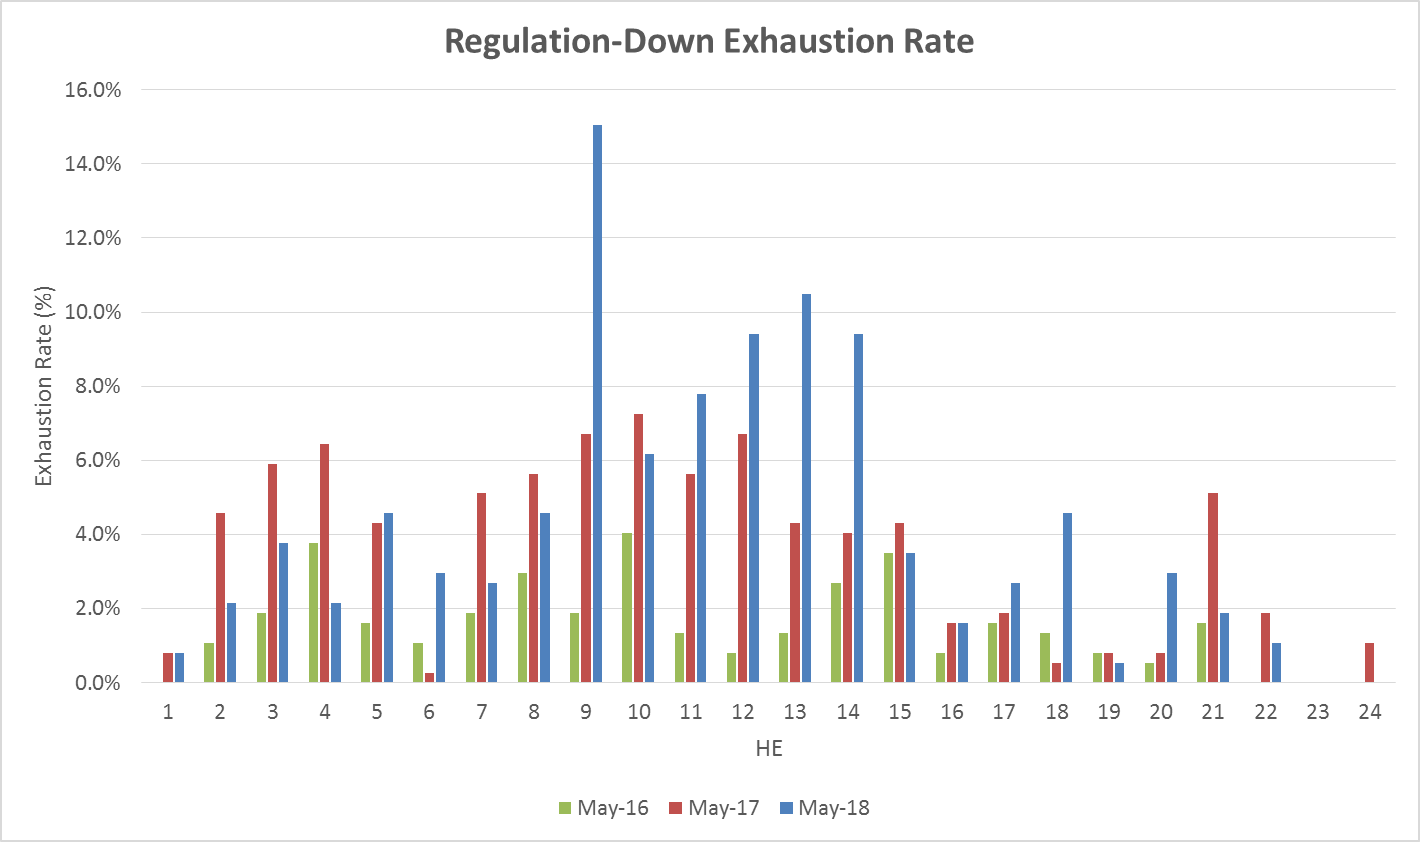 Regulation-Down Exhaustion Rate
16.0%
14.0%
12.0%
10.0%
8.0%
6.0%
4.0%
2.0%
0.0%
Exhaustion Rate (%)
1 2 3 4 5 6 7 8 9 10 11 12 13 14 15 16 17 18 19 20 21 22 23 24
HE
May-16 May-17 May-18